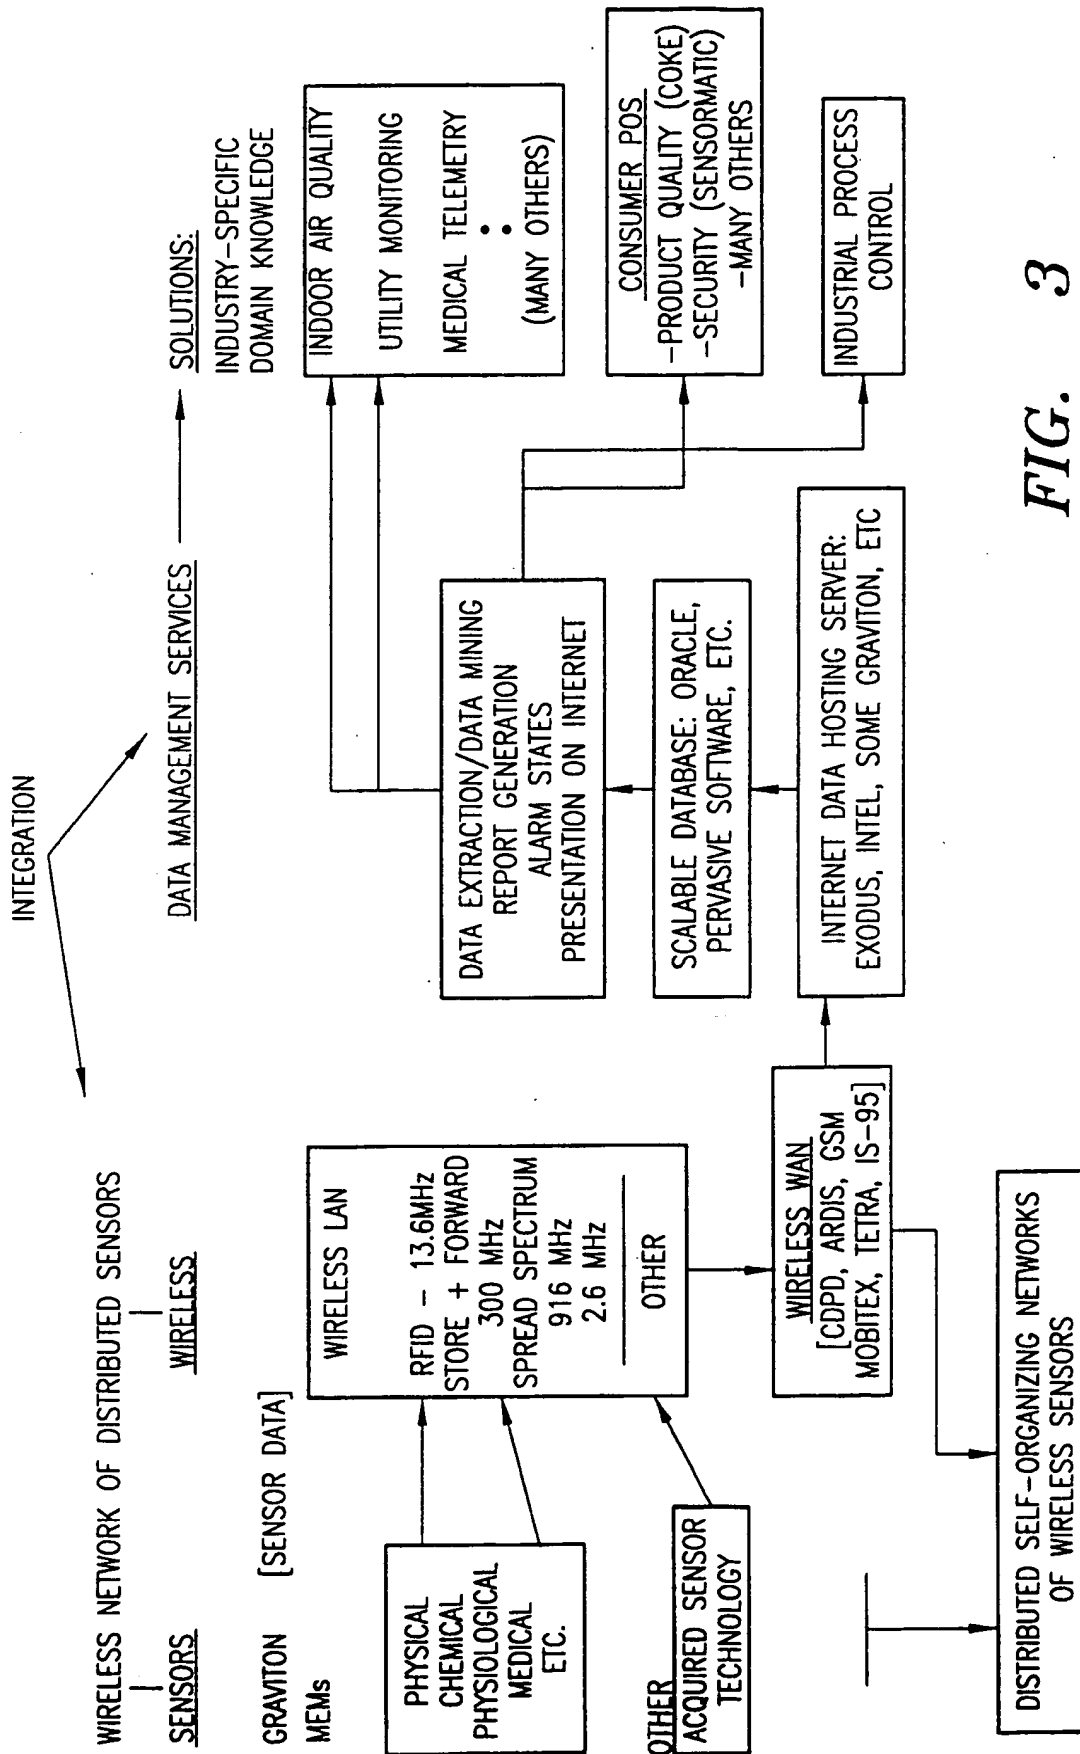 INTEGRATION
WIRELESS NETWORK OF DISTRIBUTED SENSORS
SENSORS
WIRELESS
DATA MANAGEMENT SERVICES
SOLUTIONS:
INDUSTRY-SPECIFIC
DOMAIN KNOWLEDGE
GRAVITON
MEMs
[SENSOR DATA]
PHYSICAL
CHEMICAL
PHYSIOLOGICAL
MEDICAL
ETC.
OTHER
ACQUIRED SENSOR
TECHNOLOGY
WIRELESS LAN
RFID - 13.6MHz
STORE + FORWARD
300 MHz
SPREAD SPECTRUM
916 MHz
2.6 MHz
OTHER
WIRELESS WAN
[CDPD, ARDIS, GSM
MOBITEX, TETRA, IS-95]
DISTRIBUTED SELF-ORGANIZING NETWORKS
OF WIRELESS SENSORS
DATA EXTRACTION/DATA MINING
REPORT GENERATION
ALARM STATES
PRESENTATION ON INTERNET
SCALABLE DATABASE: ORACLE,
PERVASIVE SOFTWARE, ETC.
INTERNET DATA HOSTING SERVER:
EXODUS, INTEL, SOME GRAVITON, ETC
INDOOR AIR QUALITY
UTILITY MONITORING
MEDICAL TELEMETRY
(MANY OTHERS)
CONSUMER POS
-PRODUCT QUALITY (COKE)
-SECURITY (SENSORMATIC)
-MANY OTHERS
INDUSTRIAL PROCESS
CONTROL
FIG. 3